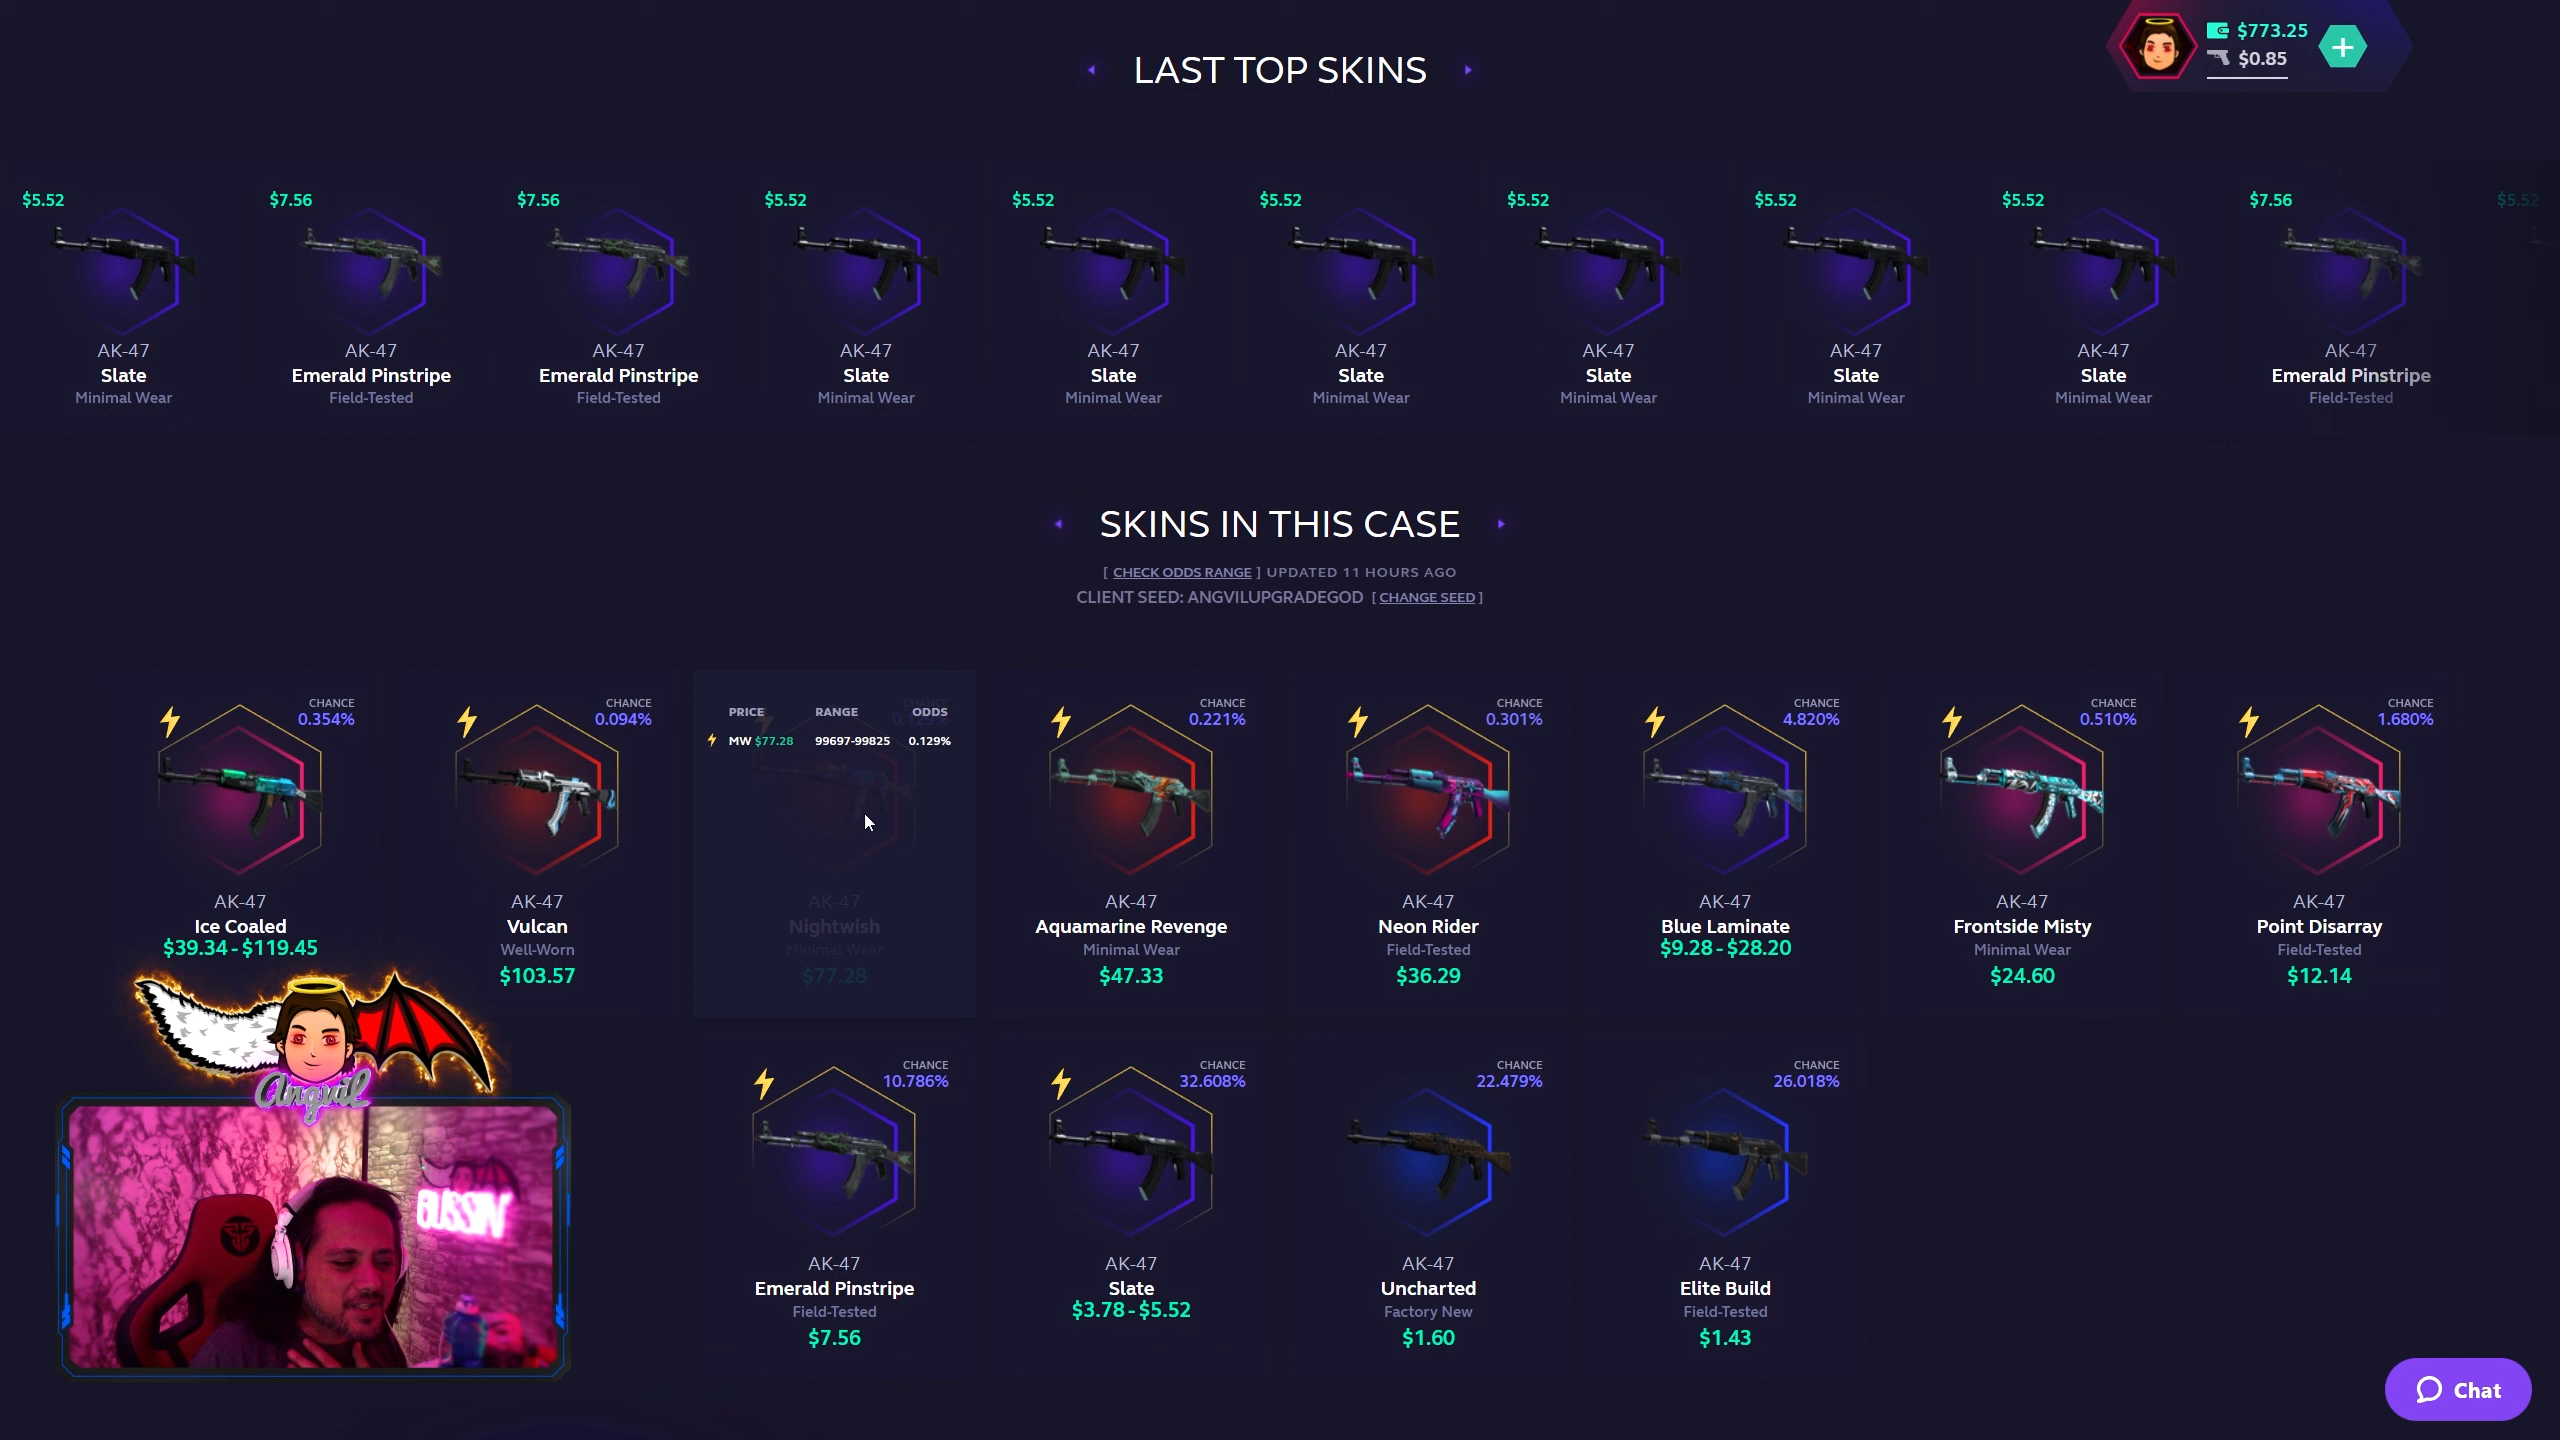 $773.25
$0.85
LAST TOP SKINS
$5.52 $7.56 $7.56 $5.52 $5.52 $5.52 $5.52 $5.52 $5.52 $7.56 $5.52
AK-47 AK-47 AK-47 AK-47 AK-47 AK-47 AK-47 AK-47 AK-47 AK-47
Slate Emerald Pinstripe Emerald Pinstripe Slate Slate Slate Slate Slate Slate Emerald Pinstripe
Minimal Wear Field-Tested Field-Tested Minimal Wear Minimal Wear Minimal Wear Minimal Wear Minimal Wear Minimal Wear Field-Tested
SKINS IN THIS CASE
[ CHECK ODDS RANGE ] UPDATED 11 HOURS AGO
CLIENT SEED: ANGVILUPGRADEGOD [ CHANGE SEED ]
CHANCE
0.354%
AK-47
Ice Coaled
$39.34 - $119.45
CHANCE
0.094%
AK-47
Vulcan
Well-Worn
$103.57
PRICE RANGE ODDS
MW $77.28 99697-99825 0.129%
AK-47
Nightwish
Minimal Wear
$77.28
CHANCE
0.221%
AK-47
Aquamarine Revenge
Minimal Wear
$47.33
CHANCE
0.301%
AK-47
Neon Rider
Field-Tested
$36.29
CHANCE
4.820%
AK-47
Blue Laminate
$9.28 - $28.20
CHANCE
0.510%
AK-47
Frontside Misty
Minimal Wear
$24.60
CHANCE
1.680%
AK-47
Point Disarray
Field-Tested
$12.14
Angvil
BUSSIN'
CHANCE
10.786%
AK-47
Emerald Pinstripe
Field-Tested
$7.56
CHANCE
32.608%
AK-47
Slate
$3.78 - $5.52
CHANCE
22.479%
AK-47
Uncharted
Factory New
$1.60
CHANCE
26.018%
AK-47
Elite Build
Field-Tested
$1.43
Chat